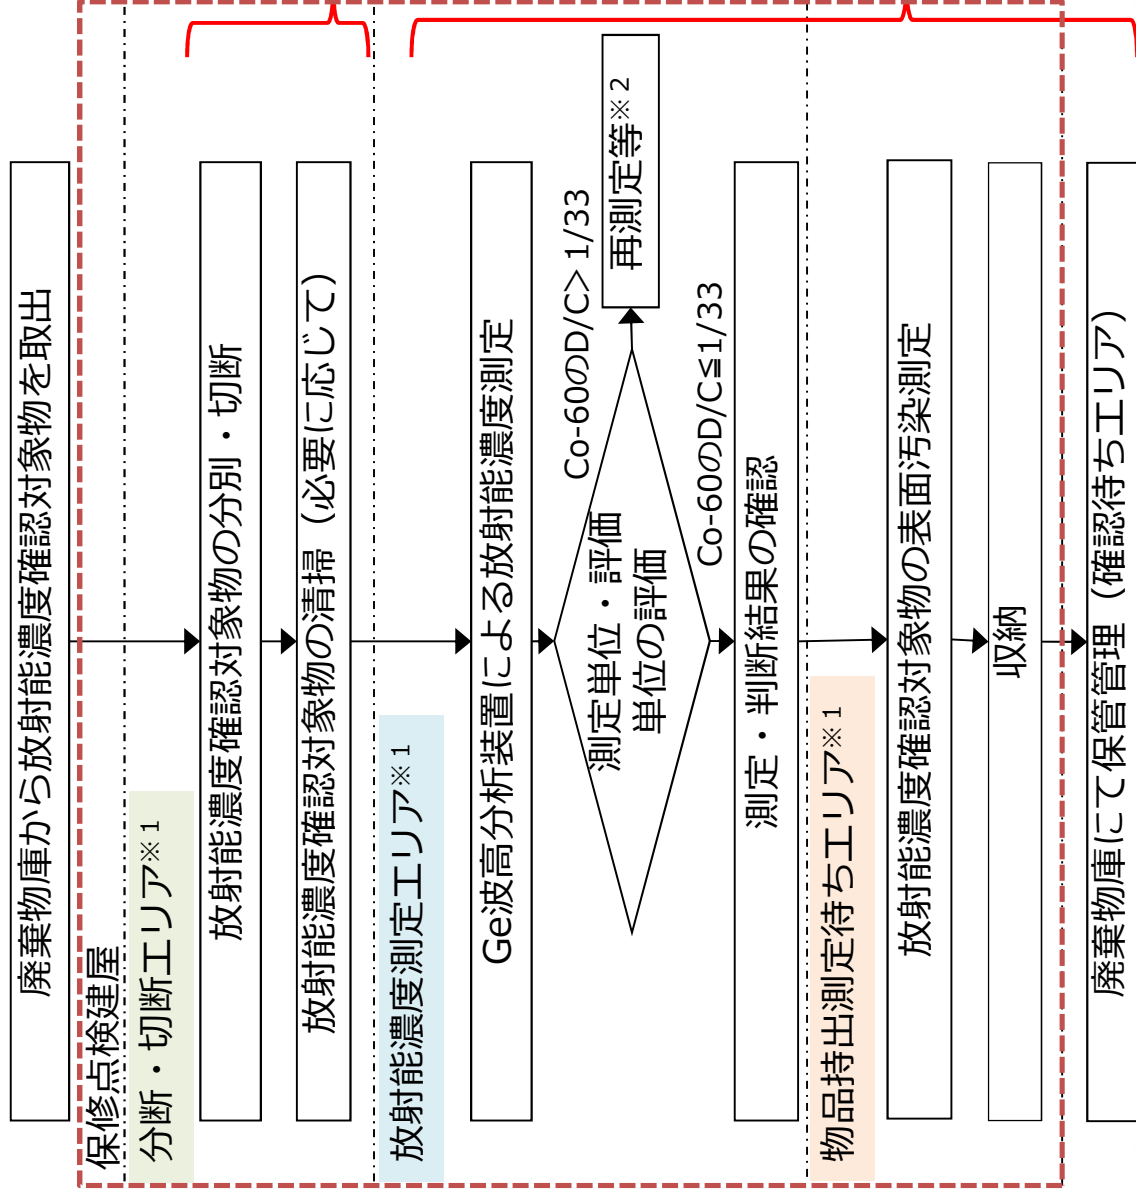 廃棄物庫から放射能濃度確認対象物を取出
保修点検建屋
分断・切断エリア※1
放射能濃度確認対象物の分別・切断
放射能濃度確認対象物の清掃（必要に応じて）
放射能濃度測定エリア※1
Ge波高分析装置による放射能濃度測定
測定単位・評価
単位の評価
Co-60のD/C＞1/33
再測定等※2
Co-60のD/C≦1/33
測定・判断結果の確認
物品持出測定待ちエリア※1
放射能濃度確認対象物の表面汚染測定
収納
廃棄物庫にて保管管理（確認待ちエリア）